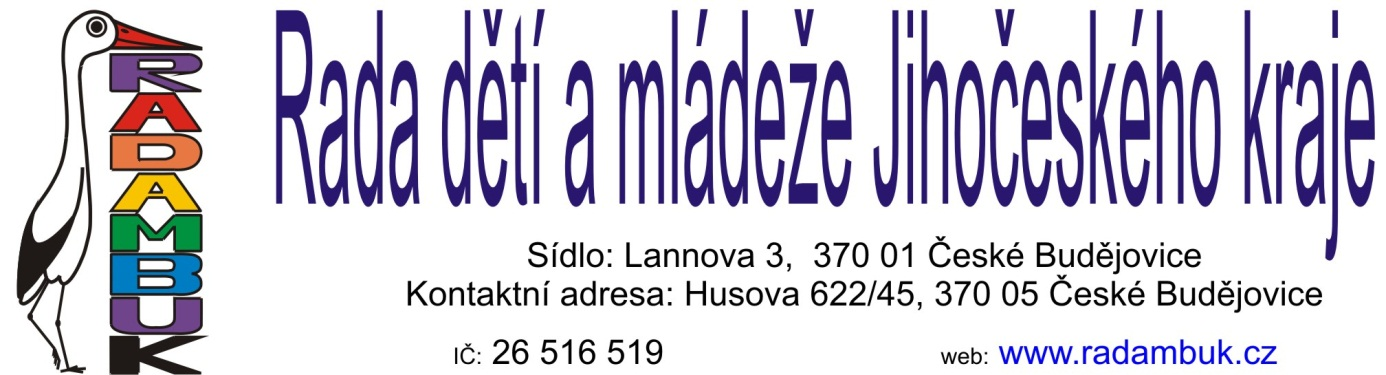 RADAMBUK
Rada dětí a mládeže Jihočeského kraje
Sídlo: Lannova 3, 370 01 České Budějovice
Kontaktní adresa: Husova 622/45, 370 05 České Budějovice
IČ: 26 516 519 web: www.radambuk.cz